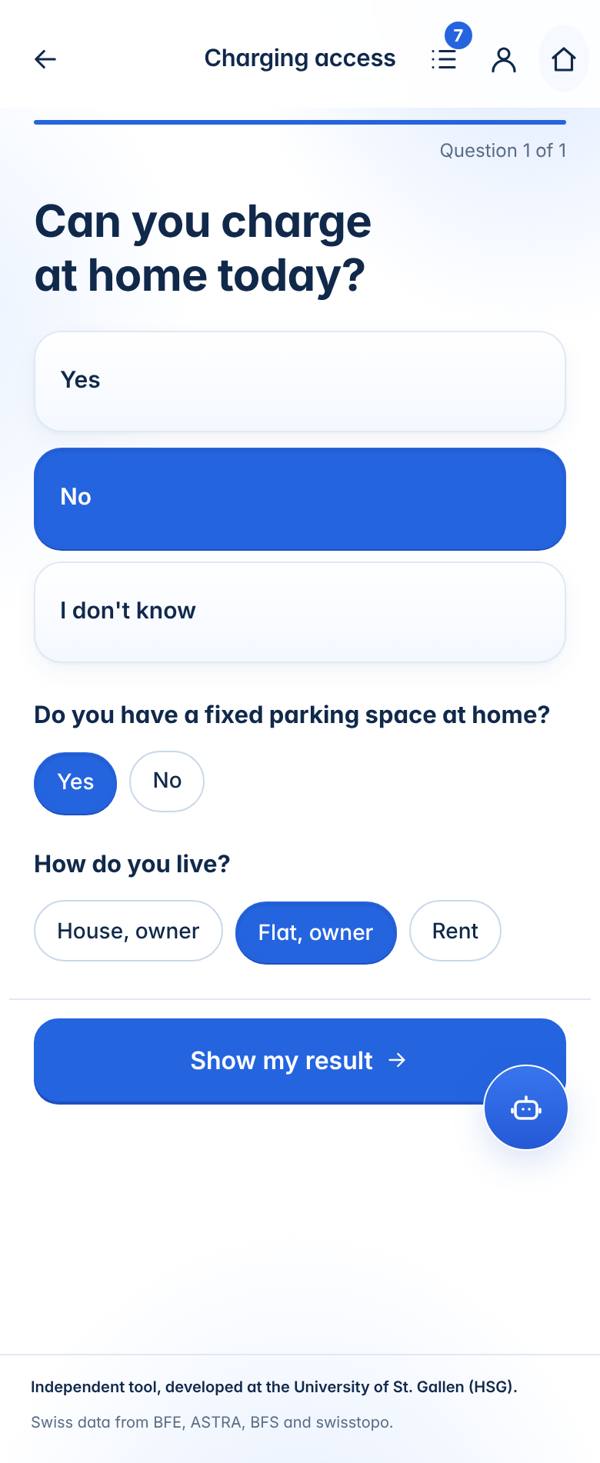 Charging access
7
Question 1 of 1
Can you charge
at home today?
Yes
No
I don't know
Do you have a fixed parking space at home?
Yes
No
How do you live?
House, owner
Flat, owner
Rent
Show my result →
Independent tool, developed at the University of St. Gallen (HSG).
Swiss data from BFE, ASTRA, BFS and swisstopo.